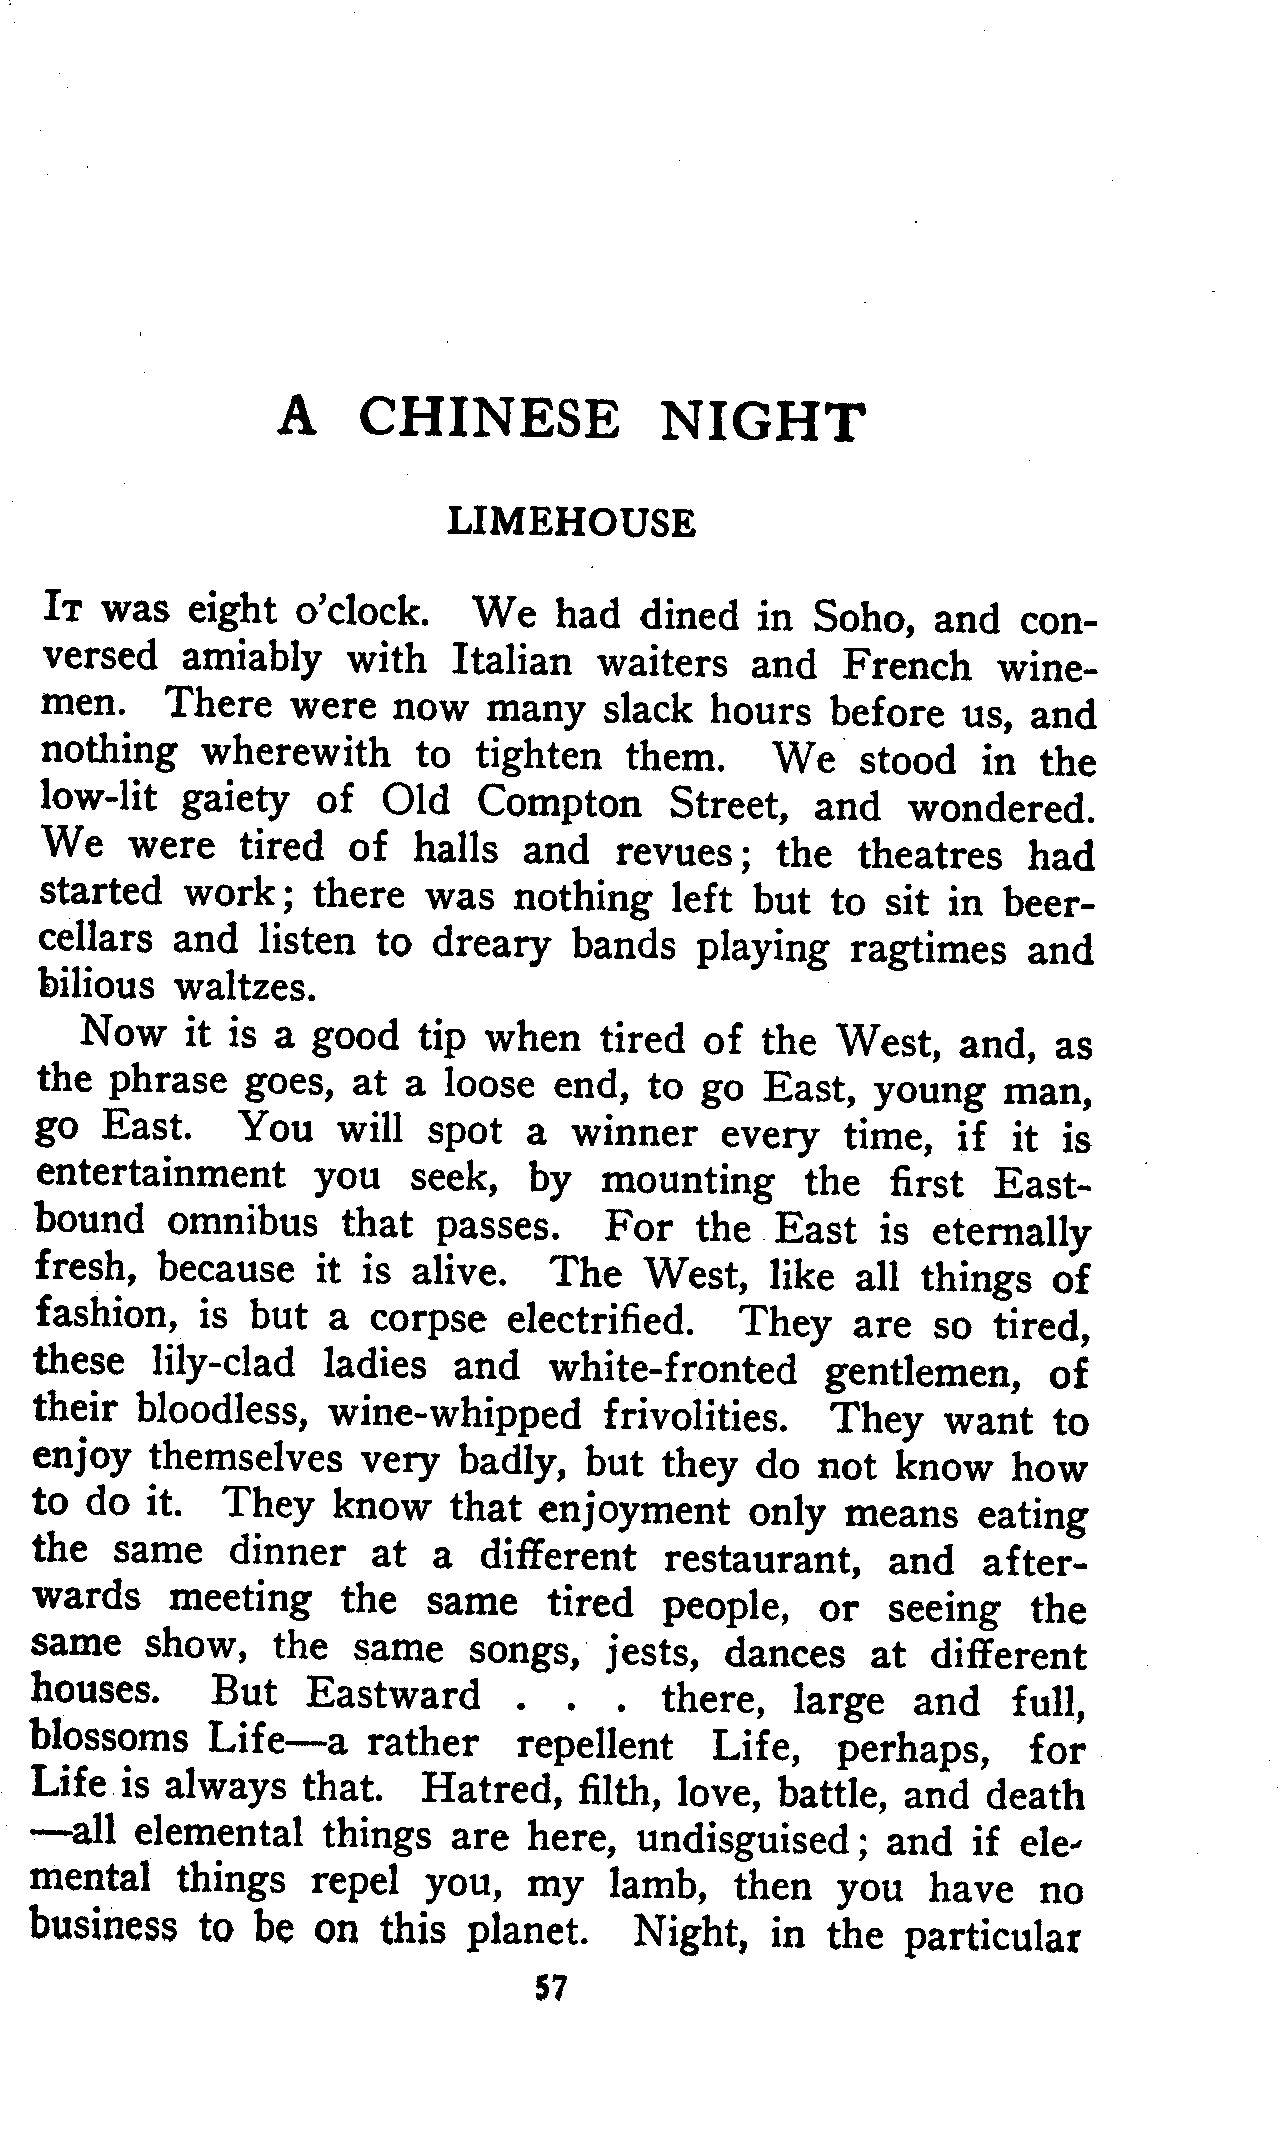 A CHINESE NIGHT
LIMEHOUSE
IT was eight o'clock. We had dined in Soho, and con-
versed amiably with Italian waiters and French wine-
men. There were now many slack hours before us, and
nothing wherewith to tighten them. We stood in the
low-lit gaiety of Old Compton Street, and wondered.
We were tired of halls and revues; the theatres had
started work; there was nothing left but to sit in beer-
cellars and listen to dreary bands playing ragtimes and
bilious waltzes.
Now it is a good tip when tired of the West, and, as
the phrase goes, at a loose end, to go East, young man,
go East. You will spot a winner every time, if it is
entertainment you seek, by mounting the first East-
bound omnibus that passes. For the East is eternally
fresh, because it is alive. The West, like all things of
fashion, is but a corpse electrified. They are so tired,
these lily-clad ladies and white-fronted gentlemen, of
their bloodless, wine-whipped frivolities. They want to
enjoy themselves very badly, but they do not know how
to do it. They know that enjoyment only means eating
the same dinner at a different restaurant, and after-
wards meeting the same tired people, or seeing the
same show, the same songs, jests, dances at different
houses. But Eastward . . . there, large and full,
blossoms Life—a rather repellent Life, perhaps, for
Life is always that. Hatred, filth, love, battle, and death
—all elemental things are here, undisguised; and if ele-
mental things repel you, my lamb, then you have no
business to be on this planet. Night, in the particular
57